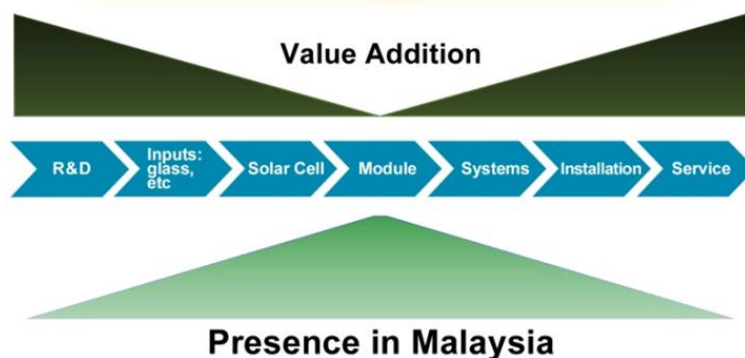 Value Addition
R&D
Inputs:
glass,
etc
Solar Cell
Module
Systems
Installation
Service
Presence in Malaysia